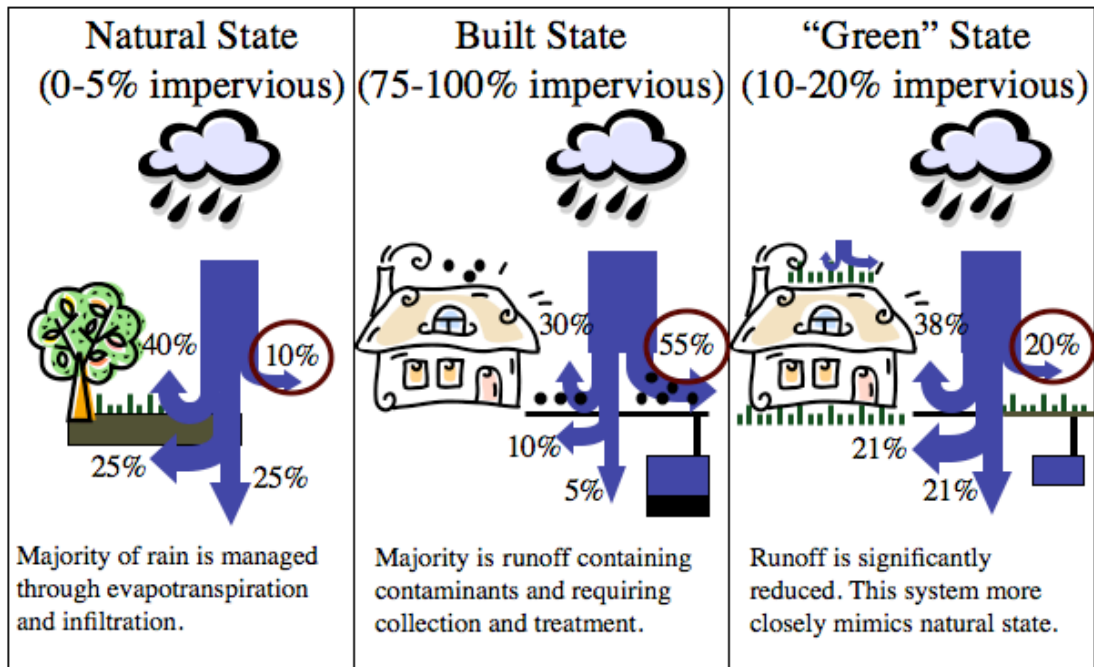 Natural State
(0-5% impervious)
40%
10%
25%
25%
Majority of rain is managed
through evapotranspiration
and infiltration.
Built State
(75-100% impervious)
30%
55%
10%
5%
Majority is runoff containing
contaminants and requiring
collection and treatment.
“Green” State
(10-20% impervious)
38%
20%
21%
21%
Runoff is significantly
reduced. This system more
closely mimics natural state.